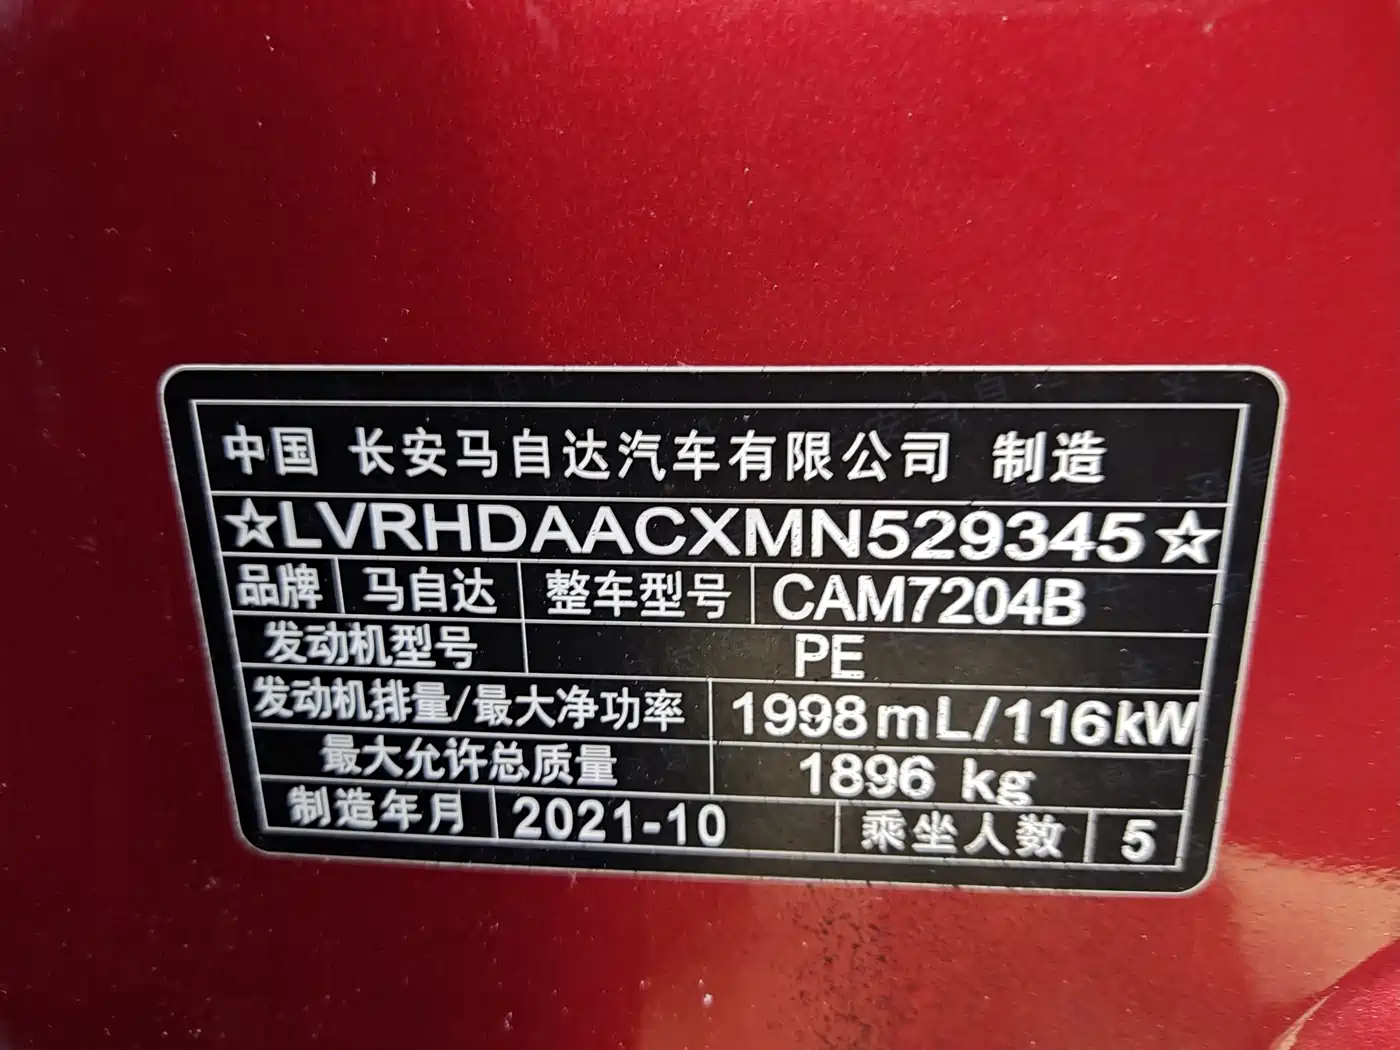 中国 长安马自达汽车有限公司 制造
☆LVRHDAACXMN529345☆
品牌 马自达 整车型号 CAM7204B
发动机型号 PE
发动机排量/最大净功率 1998mL/116kW
最大允许总质量 1896 kg
制造年月 2021-10 乘坐人数 5